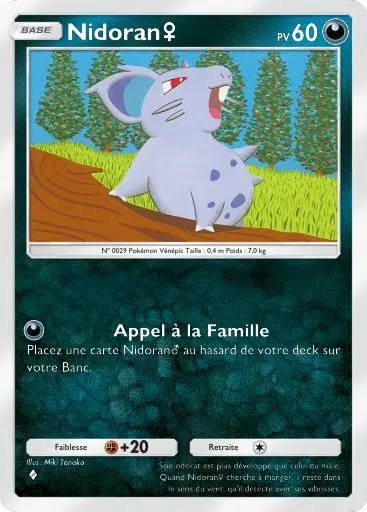 BASE Nidoran♀ PV 60
N° 0029 Pokémon Vénépic Taille : 0,4 m Poids : 7,0 kg
Appel à la Famille
Placez une carte Nidoran♂ au hasard de votre deck sur
votre Banc.
Faiblesse +20 Retraite
Illus. Miki Tanaka
Son odorat est plus développé que celui du mâle.
Quand Nidoran♀ cherche à manger, il reste dans
le sens du vent, qu'il détecte avec ses vibrisses.